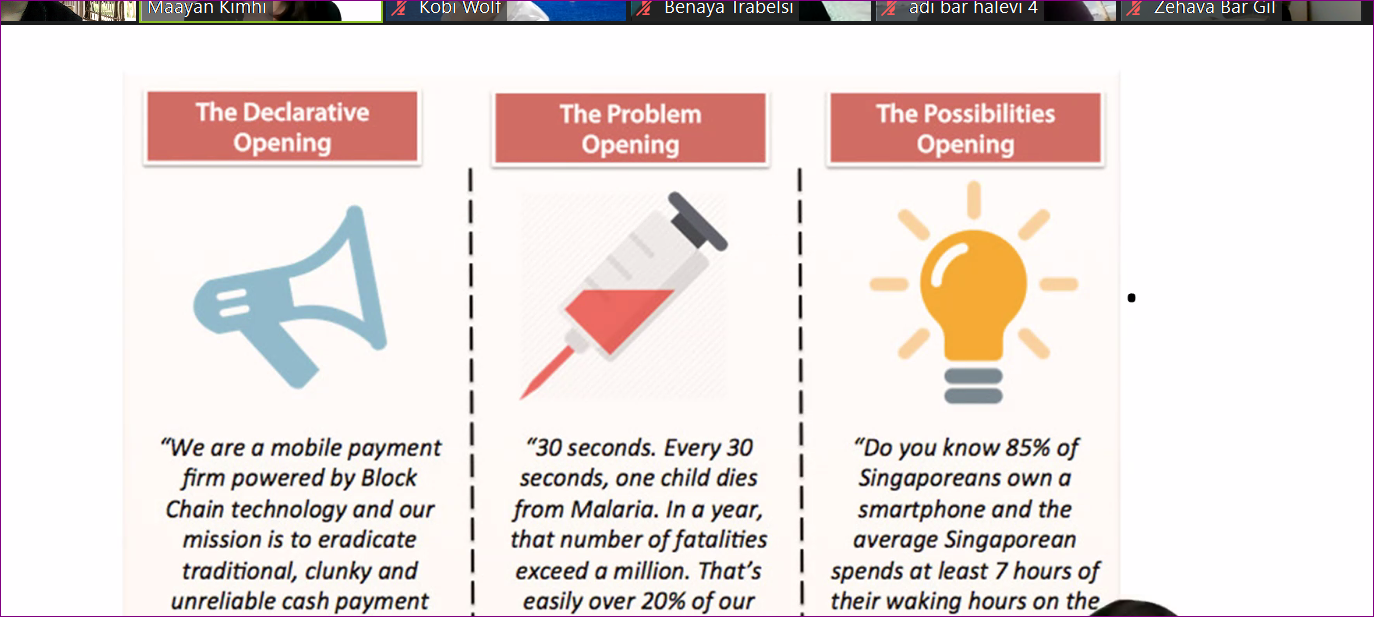 Maayan Kimhi
Kobi Wolf
Benaya Trabelsi
adi bar halevi 4
Zehava Bar Gil
The Declarative
Opening
The Problem
Opening
The Possibilities
Opening
“We are a mobile payment
firm powered by Block
Chain technology and our
mission is to eradicate
traditional, clunky and
unreliable cash payment
“30 seconds. Every 30
seconds, one child dies
from Malaria. In a year,
that number of fatalities
exceed a million. That’s
easily over 20% of our
“Do you know 85% of
Singaporeans own a
smartphone and the
average Singaporean
spends at least 7 hours of
their waking hours on the